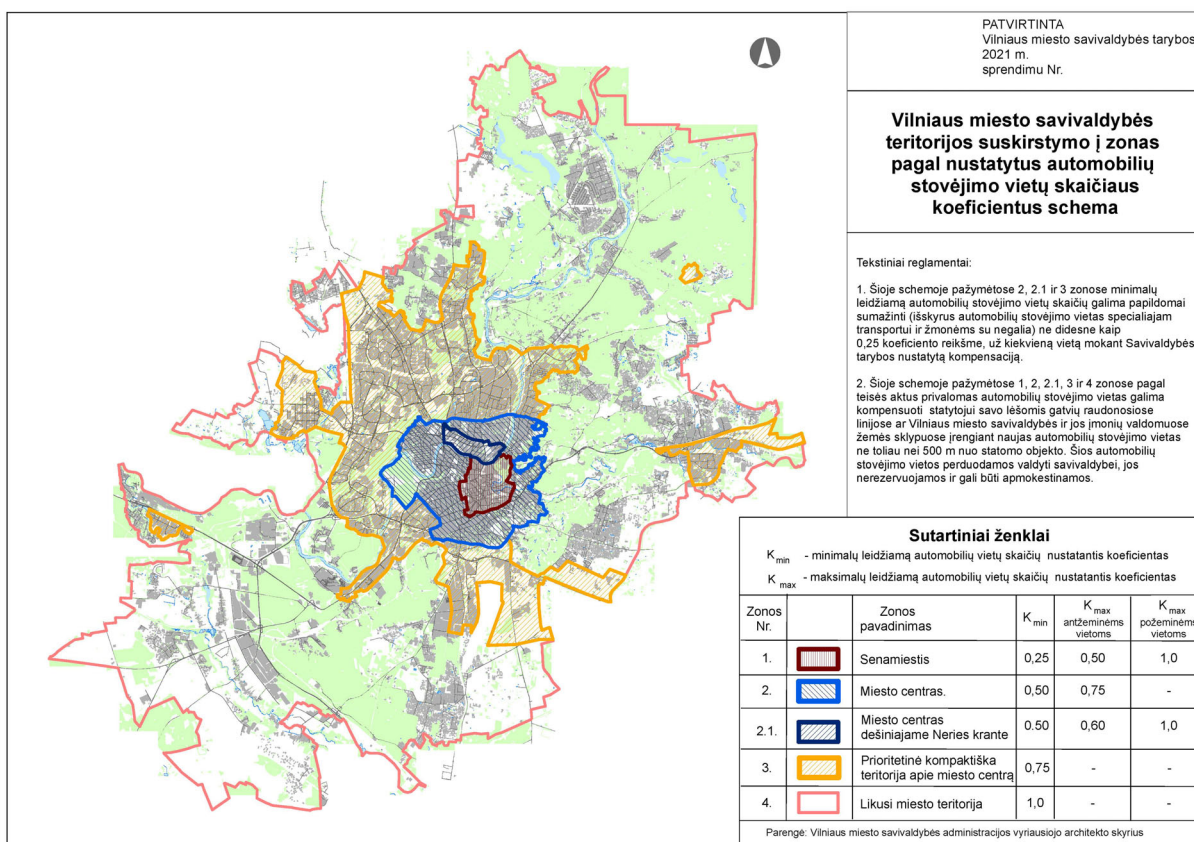 PATVIRTINTA
Vilniaus miesto savivaldybės tarybos
2021 m.
sprendimu Nr.
Vilniaus miesto savivaldybės
teritorijos suskirstymo į zonas
pagal nustatytus automobilių
stovėjimo vietų skaičiaus
koeficientus schema
Tekstiniai reglamentai:
1. Šioje schemoje pažymėtose 2, 2.1 ir 3 zonose minimalų
leidžiamą automobilių stovėjimo vietų skaičių galima papildomai
sumažinti (išskyrus automobilių stovėjimo vietas specialiajam
transportui ir žmonėms su negalia) ne didesne kaip
0,25 koeficiento reikšme, už kiekvieną vietą mokant Savivaldybės
tarybos nustatytą kompensaciją.
2. Šioje schemoje pažymėtose 1, 2, 2.1, 3 ir 4 zonose pagal
teisės aktus privalomas automobilių stovėjimo vietas galima
kompensuoti statytojui savo lėšomis gatvių raudonosiose
linijose ar Vilniaus miesto savivaldybės ir jos įmonių valdomuose
žemės sklypuose įrengiant naujas automobilių stovėjimo vietas
ne toliau nei 500 m nuo statomo objekto. Šios automobilių
stovėjimo vietos perduodamos valdyti savivaldybei, jos
nerezervuojamos ir gali būti apmokestinamos.
Sutartiniai ženklai
K min - minimalų leidžiamą automobilių vietų skaičių nustatantis koeficientas
K max - maksimalų leidžiamą automobilių vietų skaičių nustatantis koeficientas
Zonos Nr. Zonos pavadinimas K min K max antžeminėms vietoms K max požeminėms vietoms
1. Senamiestis 0,25 0,50 1,0
2. Miesto centras. 0,50 0,75 -
2.1. Miesto centras dešiniajame Neries krante 0.50 0,60 1,0
3. Prioritetinė kompaktiška teritorija apie miesto centrą 0,75 - -
4. Likusi miesto teritorija 1,0 - -
Parengė: Vilniaus miesto savivaldybės administracijos vyriausiojo architekto skyrius